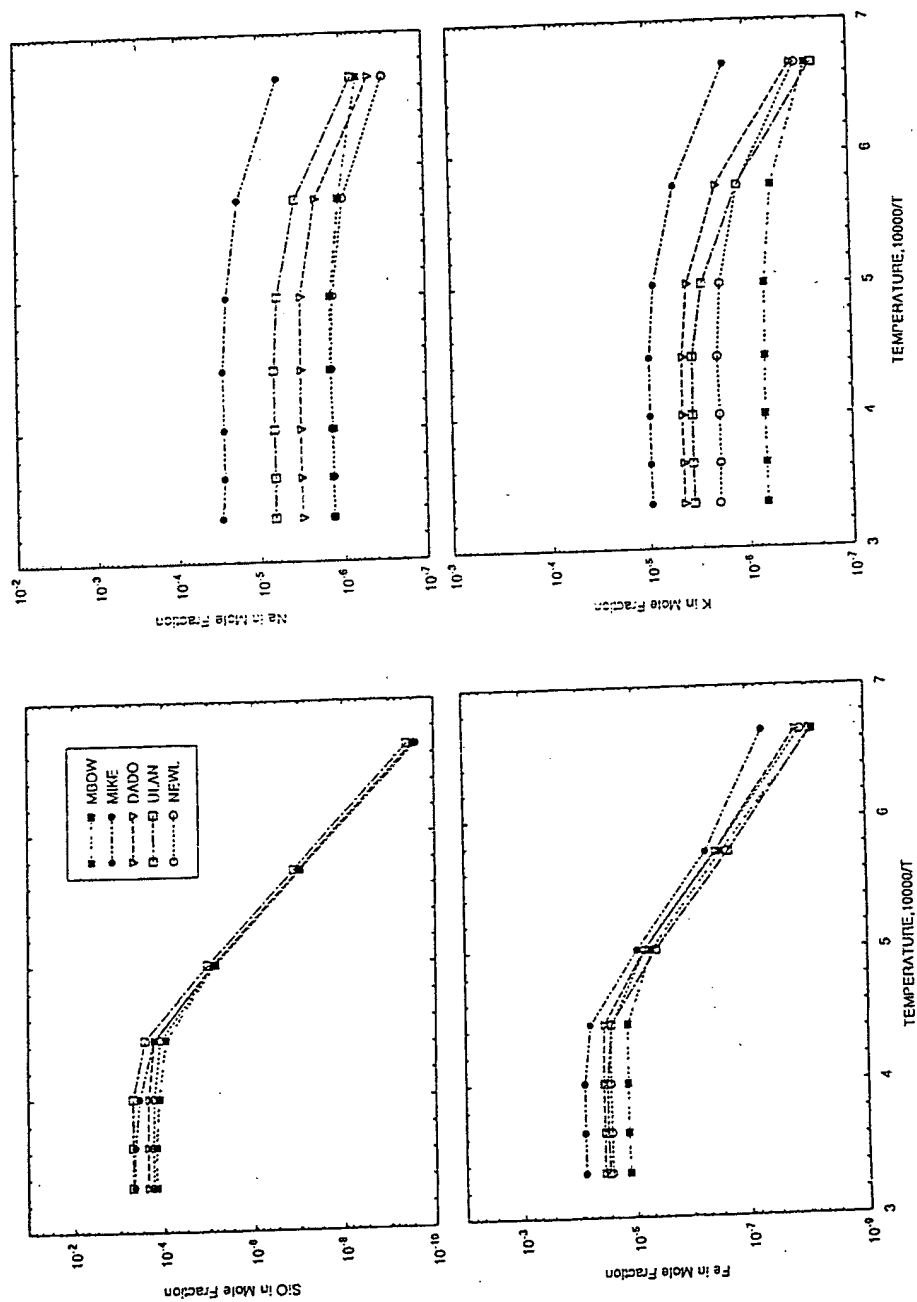 10⁻²
10⁻³
10⁻⁴
10⁻⁵
10⁻⁶
10⁻⁷
Na in Mole Fraction
10⁻³
10⁻⁵
10⁻⁶
10⁻⁷
K in Mole Fraction
3
4
5
6
7
TEMPERATURE,10000/T
MBOW
MIKE
DADO
ULAN
NEWL
10⁻²
10⁻⁴
10⁻⁸
10⁻⁸
10⁻¹⁰
SiO in Mole Fraction
10⁻³
10⁻⁵
10⁻⁷
10⁻⁹
Fe in Mole Fraction
3
4
5
6
7
TEMPERATURE,10000/T